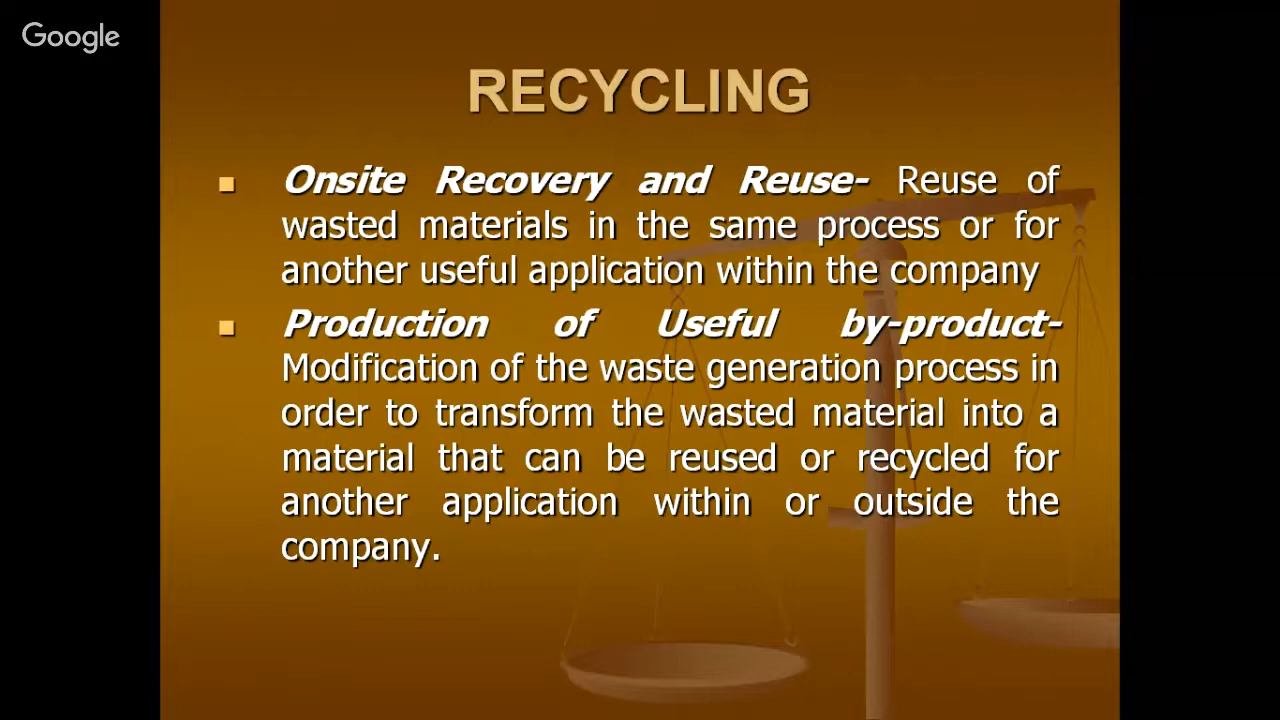 Google
RECYCLING
Onsite Recovery and Reuse- Reuse of
wasted materials in the same process or for
another useful application within the company
Production of Useful by-product-
Modification of the waste generation process in
order to transform the wasted material into a
material that can be reused or recycled for
another application within or outside the
company.